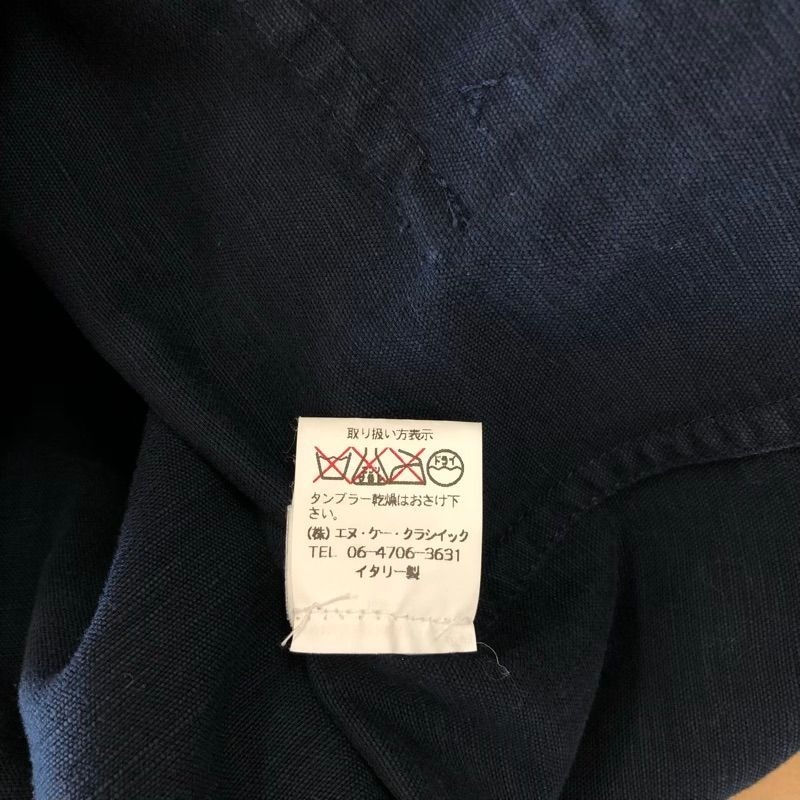 取り扱い方表示
ドライ
タンブラー乾燥はおさけ下
さい。
(株)エヌ・ケー・クラシイック
TEL 06-4706-3631
イタリー製